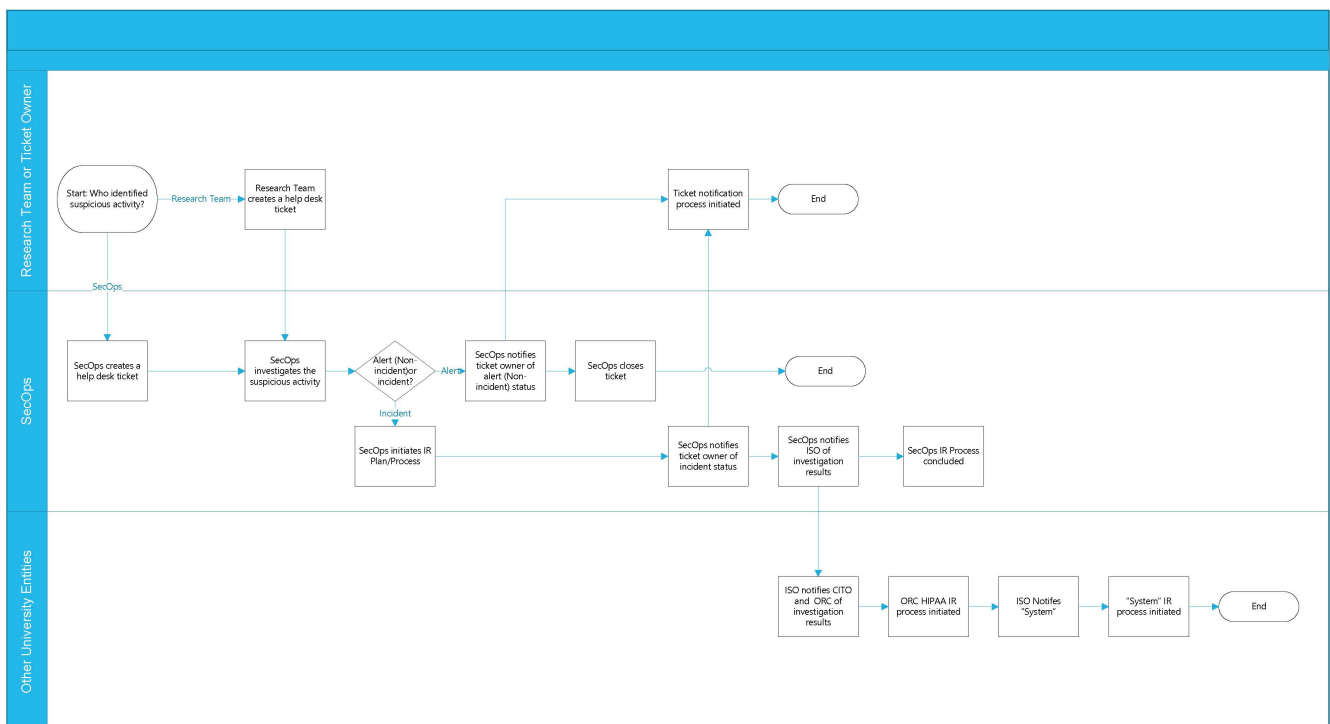 Research Team or Ticket Owner
Start: Who identified
suspicious activity?
Research Team
Research Team
creates a help desk
ticket
Ticket notification
process initiated
End
SecOps
SecOps
SecOps creates a
help desk ticket
SecOps
investigates the
suspicious activity
Alert (Non-
incident)or
incident?
Alert
SecOps notifies
ticket owner of
alert (Non-
incident) status
SecOps closes
ticket
End
Incident
SecOps initiates IR
Plan/Process
SecOps notifies
ticket owner of
incident status
SecOps notifies
ISO of
investigation
results
SecOps IR Process
concluded
Other University Entities
ISO notifies CITO
and ORC of
investigation
results
ORC HIPAA IR
process initiated
ISO Notifes
"System"
"System" IR
process initiated
End